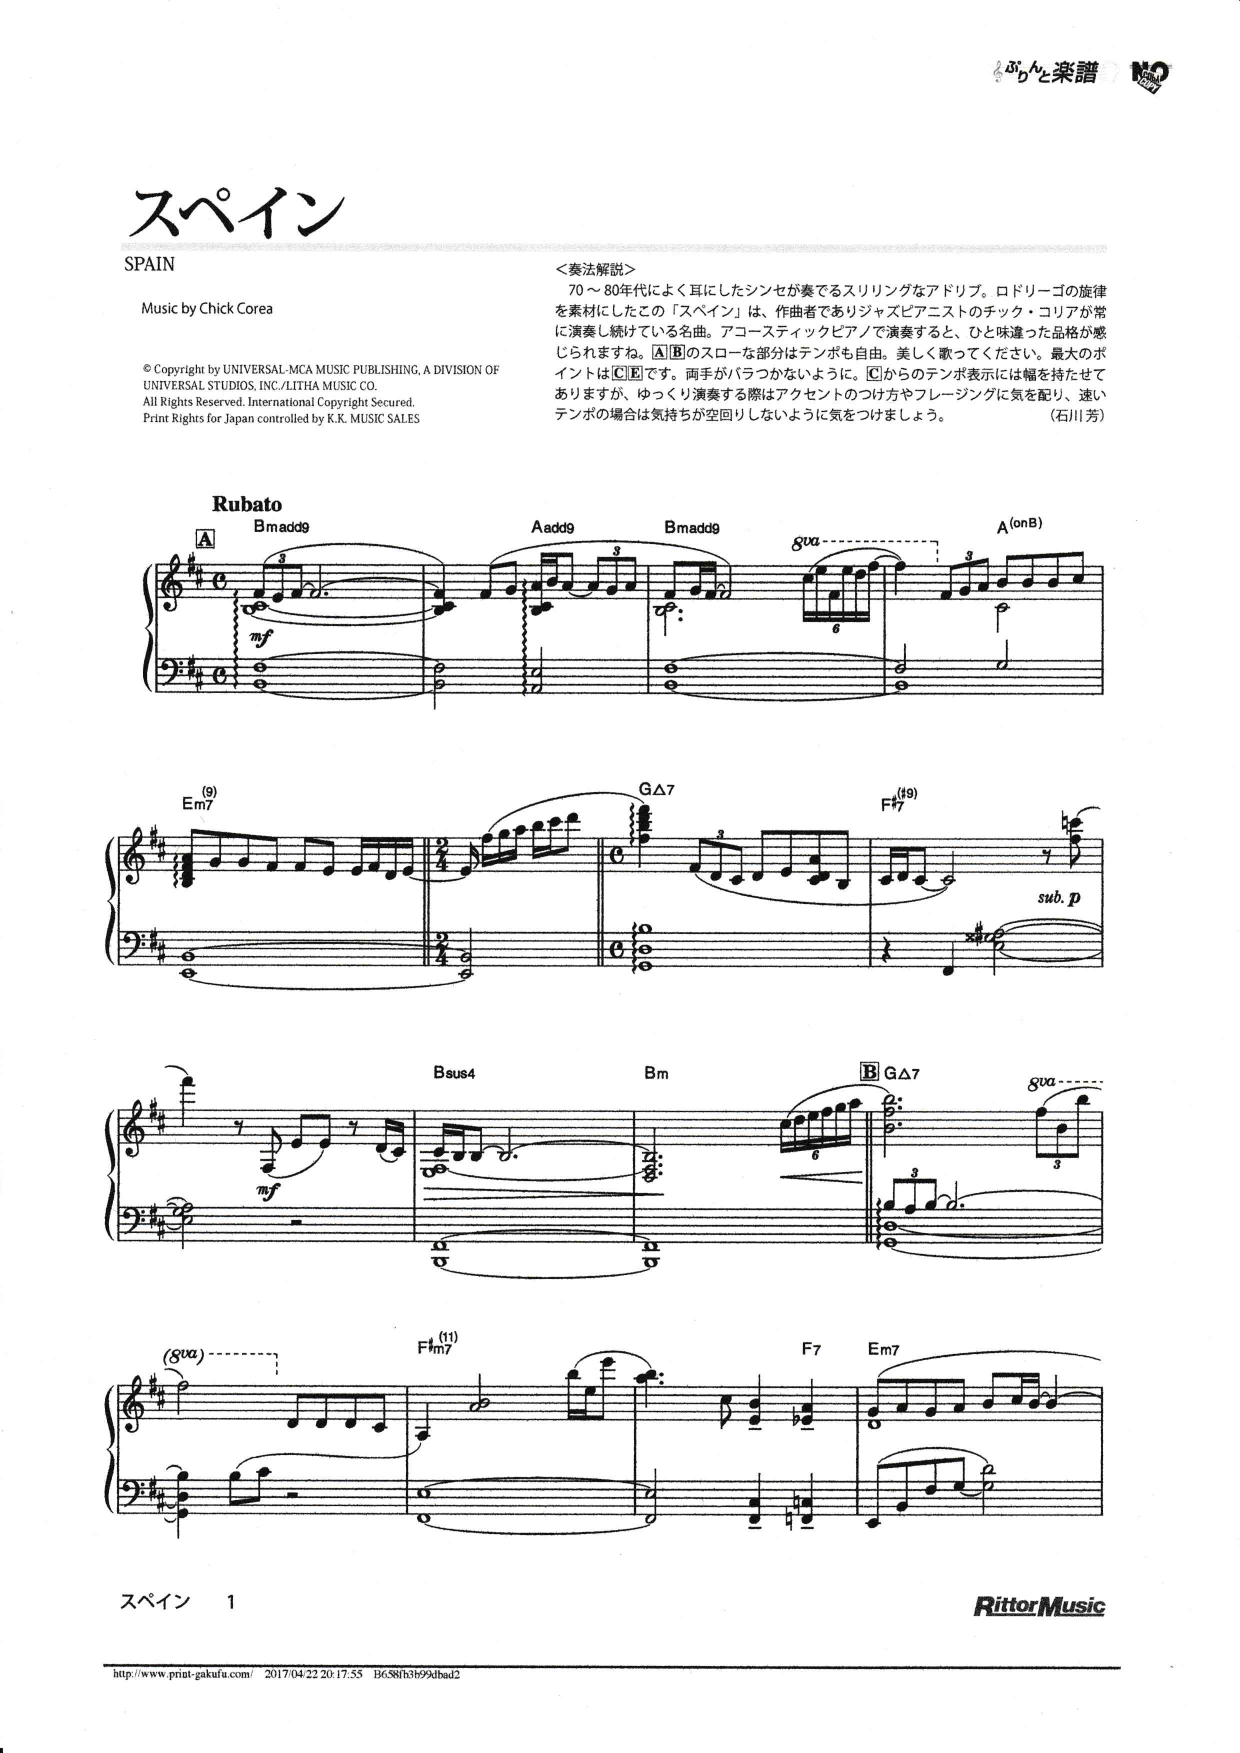 ぷりんと楽譜
NO
COPY
スペイン
SPAIN
Music by Chick Corea
© Copyright by UNIVERSAL-MCA MUSIC PUBLISHING, A DIVISION OF
UNIVERSAL STUDIOS, INC./LITHA MUSIC CO.
All Rights Reserved. International Copyright Secured.
Print Rights for Japan controlled by K.K. MUSIC SALES
＜奏法解説＞
70～80年代によく耳にしたシンセが奏でるスリリングなアドリブ。ロドリーゴの旋律
を素材にしたこの「スペイン」は、作曲者でありジャズピアニストのチック・コリアが常
に演奏し続けている名曲。アコースティックピアノで演奏すると、ひと味違った品格が感
じられますね。ABのスローな部分はテンポも自由。美しく歌ってください。最大のポ
イントはCEです。両手がバラつかないように。Cからのテンポ表示には幅を持たせて
ありますが、ゆっくり演奏する際はアクセントのつけ方やフレージングに気を配り、速い
テンポの場合は気持ちが空回りしないように気をつけましょう。（石川 芳）
Rubato
A Bmadd9 Aadd9 Bmadd9 8va A(onB)
3 3 3
6
mf
Em7(9) G△7 F#7(#9)
2/4 3
sub. p
2/4
Bsus4 Bm B G△7 8va
mf 6 3
3
(8va) F#m7(11) F7 Em7
スペイン 1
RittorMusic
http://www.print-gakufu.com/ 2017/04/22 20:17:55 B658fh3b99dbad2